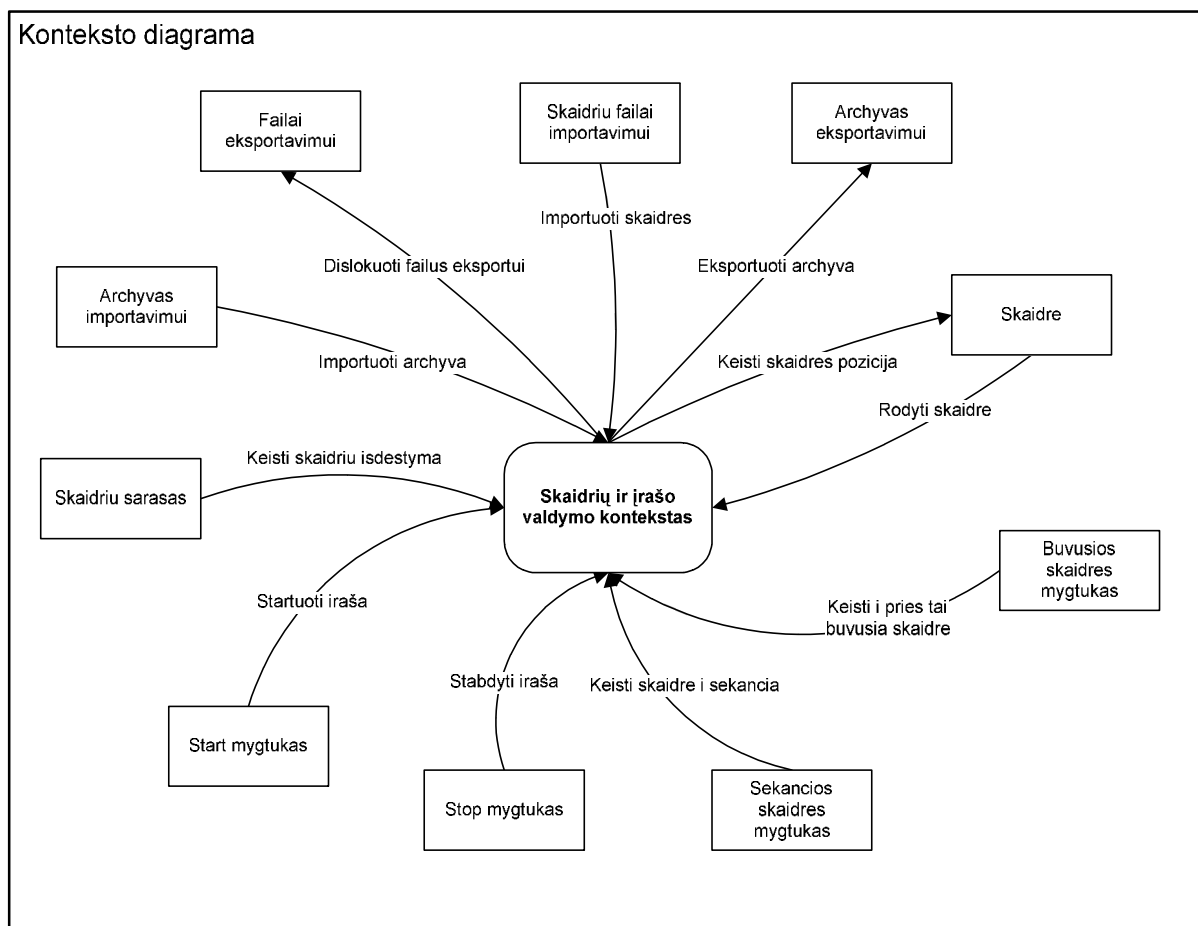 Konteksto diagrama
Failai
eksportavimui
Skaidriu failai
importavimui
Archyvas
eksportavimui
Importuoti skaidres
Dislokuoti failus eksportui
Eksportuoti archyva
Archyvas
importavimui
Skaidre
Importuoti archyva
Keisti skaidres pozicija
Rodyti skaidre
Keisti skaidriu isdestyma
Skaidriu sarasas
Skaidrių ir įrašo
valdymo kontekstas
Buvusios
skaidres
mygtukas
Startuoti iraša
Keisti i pries tai
buvusia skaidre
Stabdyti iraša
Keisti skaidre i sekancia
Start mygtukas
Stop mygtukas
Sekancios
skaidres
mygtukas